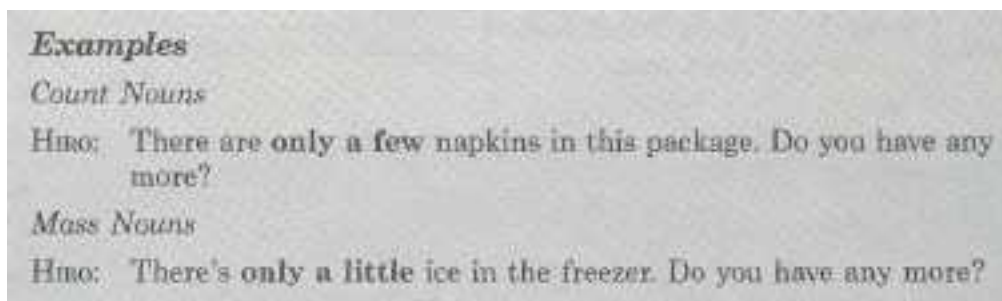 Examples
Count Nouns
HIRO: There are only a few napkins in this package. Do you have any
more?
Mass Nouns
HIRO: There's only a little ice in the freezer. Do you have any more?